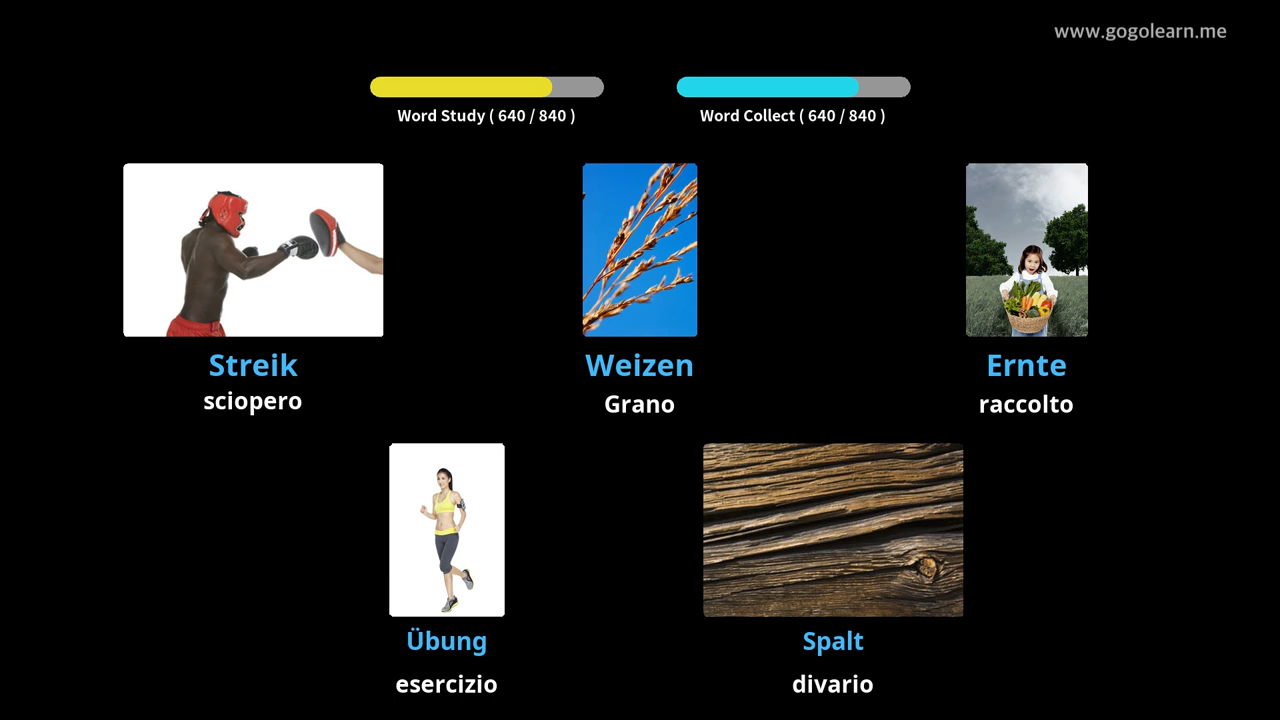 www.gogolearn.me
Word Study ( 640 / 840 )
Word Collect ( 640 / 840 )
Streik
sciopero
Weizen
Grano
Ernte
raccolto
Übung
esercizio
Spalt
divario